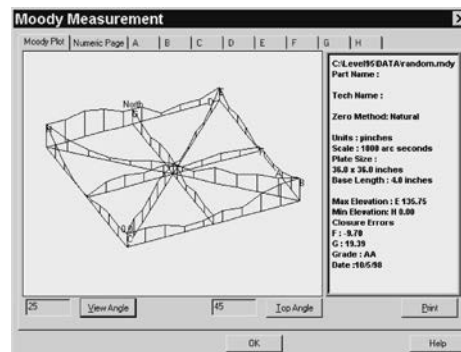 Moody Measurement
Moody Plot Numeric Page A B C D E F G H
North
C:\Level95\DATA\random.mdy
Part Name :
Tech Name :
Zero Method: Natural
Units : µinches
Scale : 1000 arc seconds
Plate Size :
36.0 x 36.0 inches
Base Length : 4.0 inches
Max Elevation : E 135.75
Min Elevation: H 0.00
Closure Errors
F : -9.70
G : 19.39
Grade : AA
Date :10/5/98
25 View Angle 45 Top Angle Print
OK Help